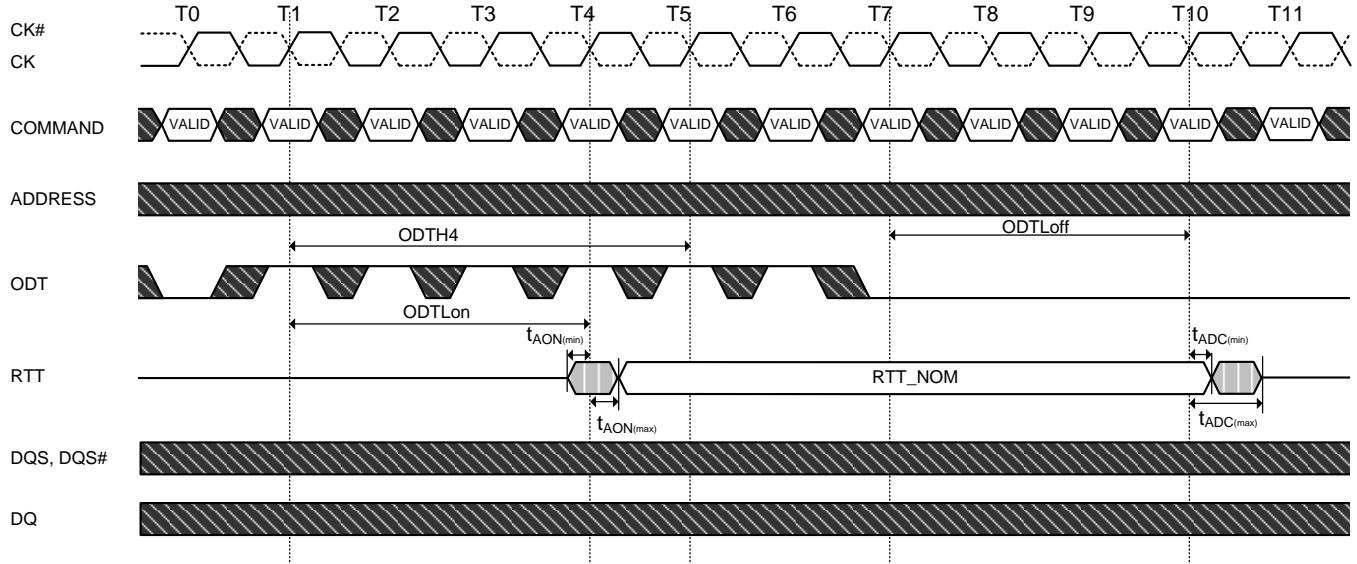 T0 T1 T2 T3 T4 T5 T6 T7 T8 T9 T10 T11
CK#
CK
COMMAND VALID VALID VALID VALID VALID VALID VALID VALID VALID VALID VALID VALID
ADDRESS
ODTH4 ODTLoff
ODT
ODTLon
tAON(min) tADC(min)
RTT RTT_NOM
tAON(max) tADC(max)
DQS, DQS#
DQ